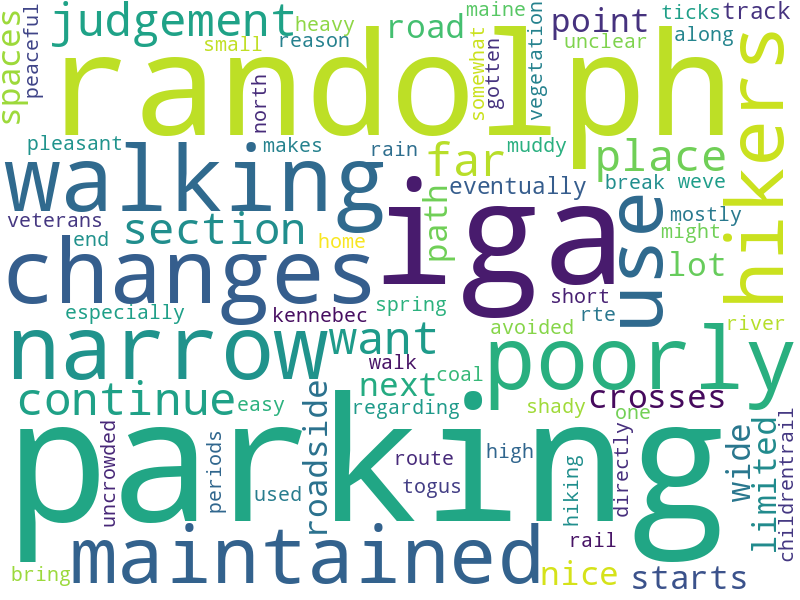 spaces
peaceful
judgement
heavy
small
reason
road
maine
somewhat
gotten
vegetation
point
unclear
ticks
track
along
randolph
north
hikers
pleasant
makes
rain
far
muddy
place
walking
iga
path
eventually
break
weve
veterans
section
end
home
use
mostly
might
lot
changes
especially
kennebec
spring
short
rte
avoided
river
narrow
want
walk
poorly
continue
easy
roadside
next
coal
regarding
shady
crosses
one
parking
uncrowded
periods
used
route
togus
high
hiking
directly
wide
limited
childrentrail
rail
maintained
bring
nice
starts